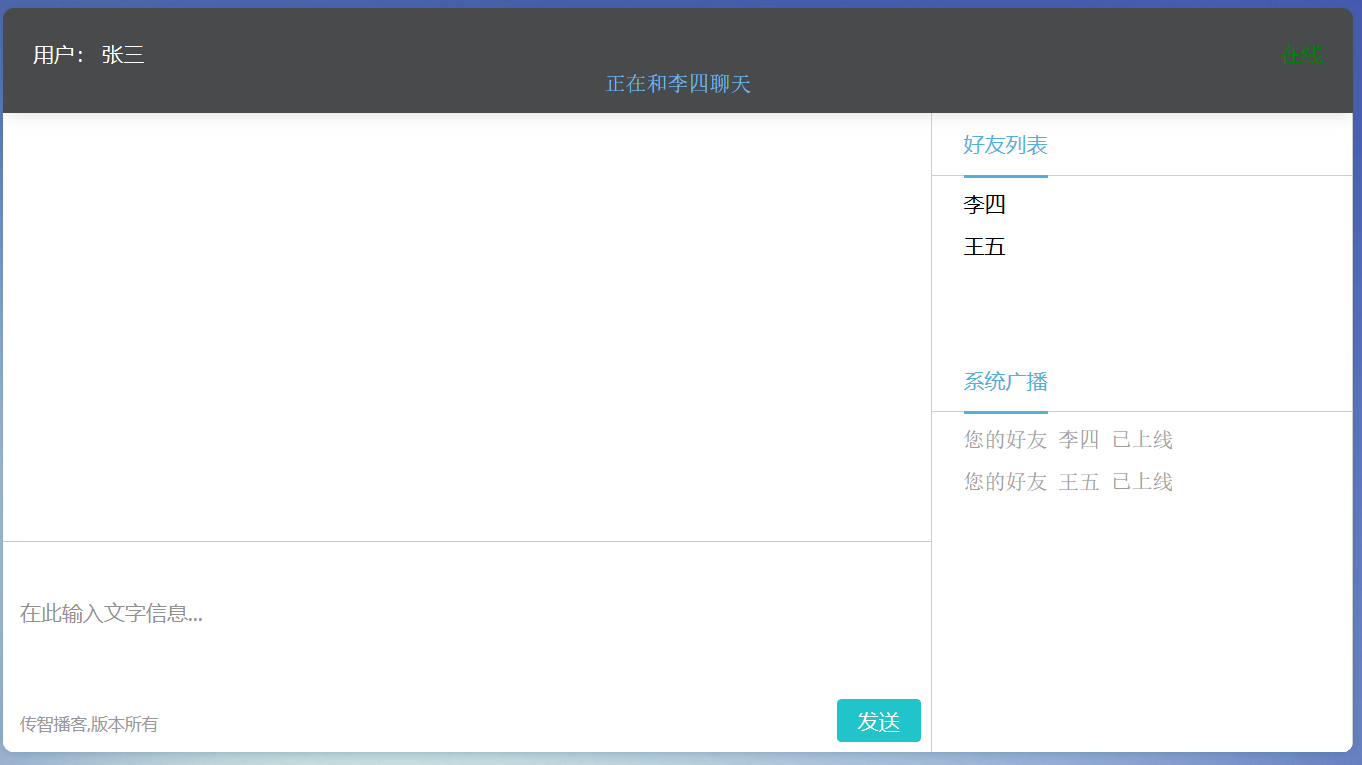 用户： 张三
在线
正在和李四聊天
好友列表
李四
王五
系统广播
您的好友 李四 已上线
您的好友 王五 已上线
在此输入文字信息...
传智播客,版本所有
发送